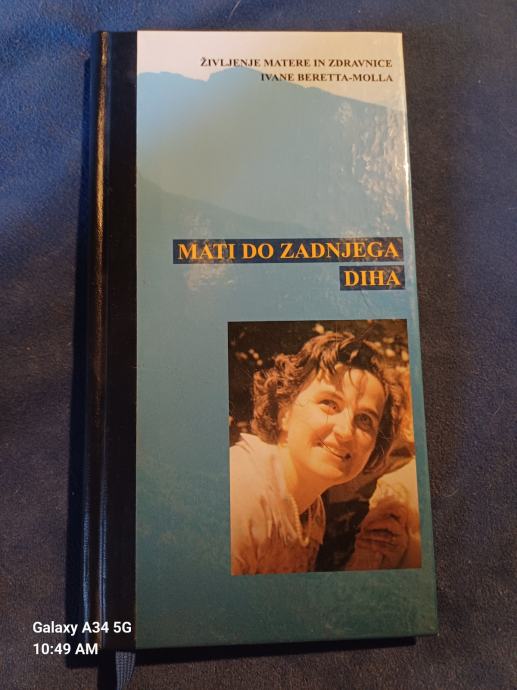 ŽIVLJENJE MATERE IN ZDRAVNICE
IVANE BERETTA-MOLLA
MATI DO ZADNJEGA
DIHA
Galaxy A34 5G
10:49 AM